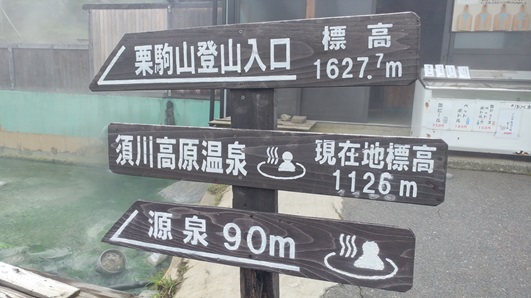 栗駒山登山入口 標高
1627.7m
須川高原温泉 現在地標高
1126m
源泉 90m